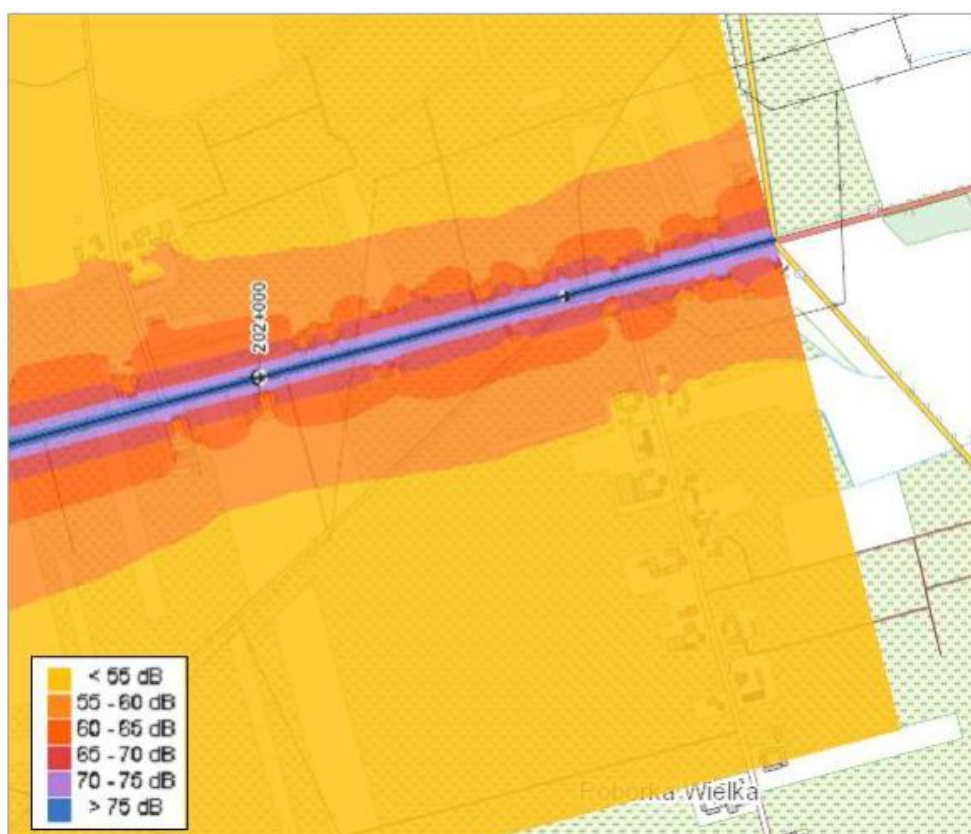 202+000
< 55 dB
55 - 60 dB
60 - 65 dB
65 - 70 dB
70 - 75 dB
> 75 dB
Poborka Wielka